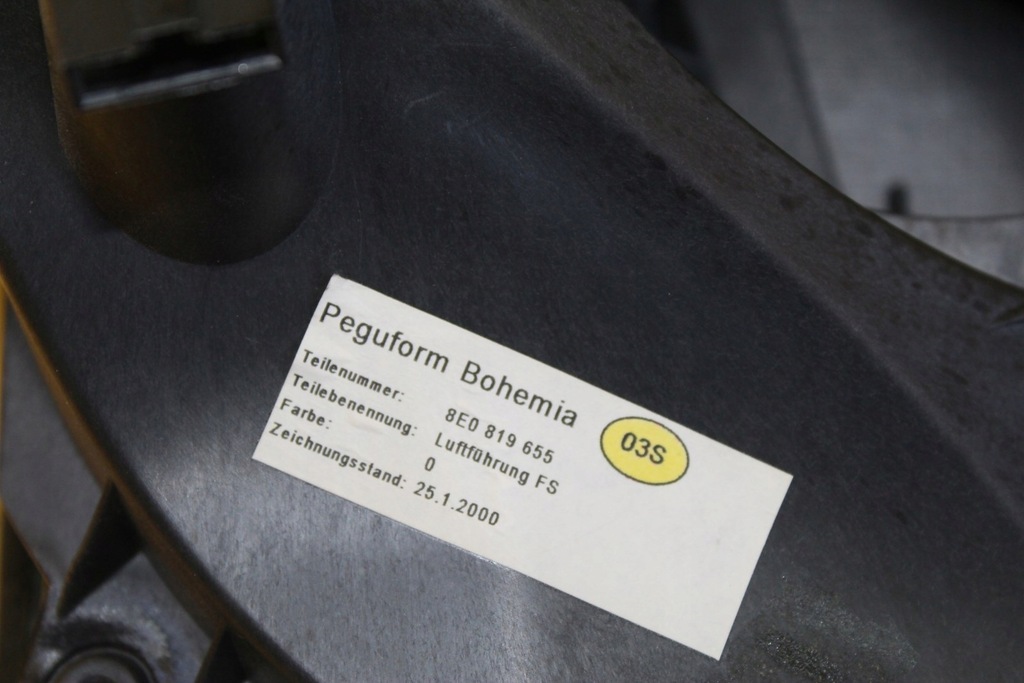 Peguform Bohemia
Teilenummer: 8E0 819 655
Teilebenennung: Luftführung FS
Farbe: 0
Zeichnungsstand: 25.1.2000
03S